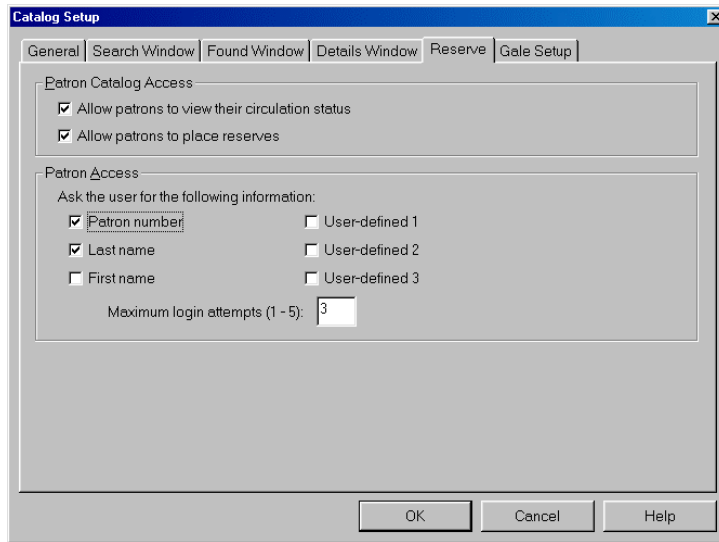 Catalog Setup
General Search Window Found Window Details Window Reserve Gale Setup
Patron Catalog Access
Allow patrons to view their circulation status
Allow patrons to place reserves
Patron Access
Ask the user for the following information:
Patron number User-defined 1
Last name User-defined 2
First name User-defined 3
Maximum login attempts (1 - 5): 3
OK Cancel Help